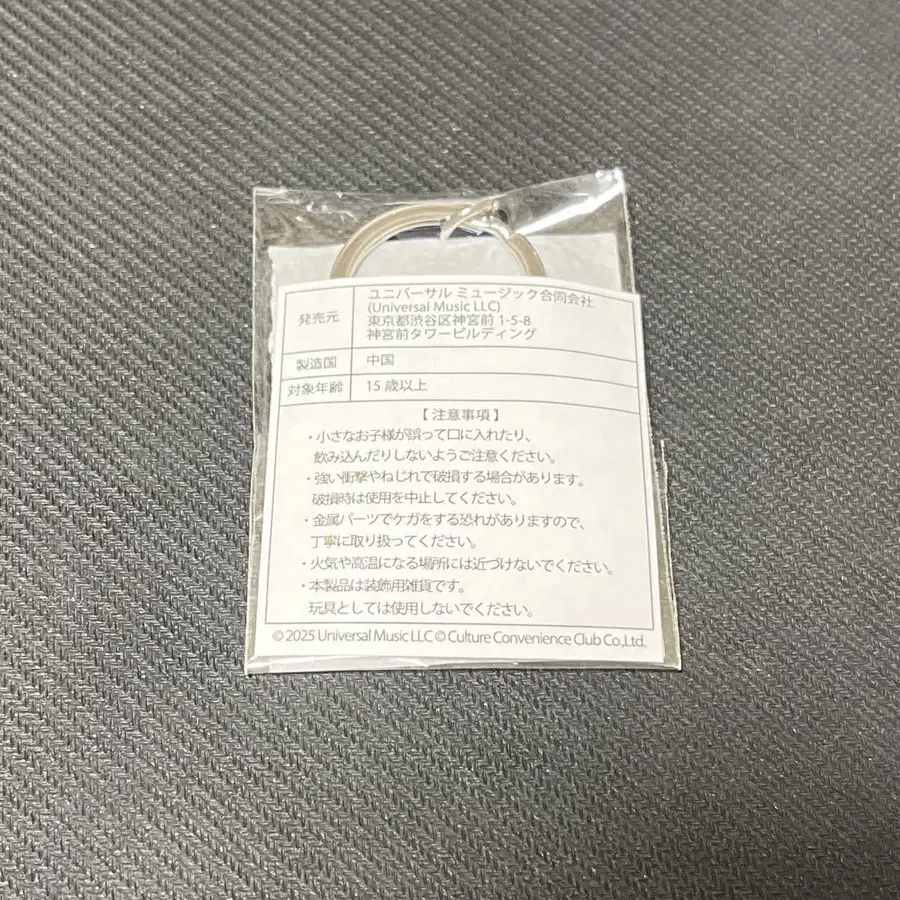 発売元
ユニバーサル ミュージック合同会社
(Universal Music LLC)
東京都渋谷区神宮前 1-5-8
神宮前タワービルディング
製造国 中国
対象年齢 15 歳以上
【 注意事項 】
・小さなお子様が誤って口に入れたり、
飲み込んだりしないようご注意ください。
・強い衝撃やねじれで破損する場合があります。
破損時は使用を中止してください。
・金属パーツでケガをする恐れがありますので、
丁寧に取り扱ってください。
・火気や高温になる場所には近づけないでください。
・本製品は装飾用雑貨です。
玩具としては使用しないでください。
© 2025 Universal Music LLC © Culture Convenience Club Co.,Ltd.